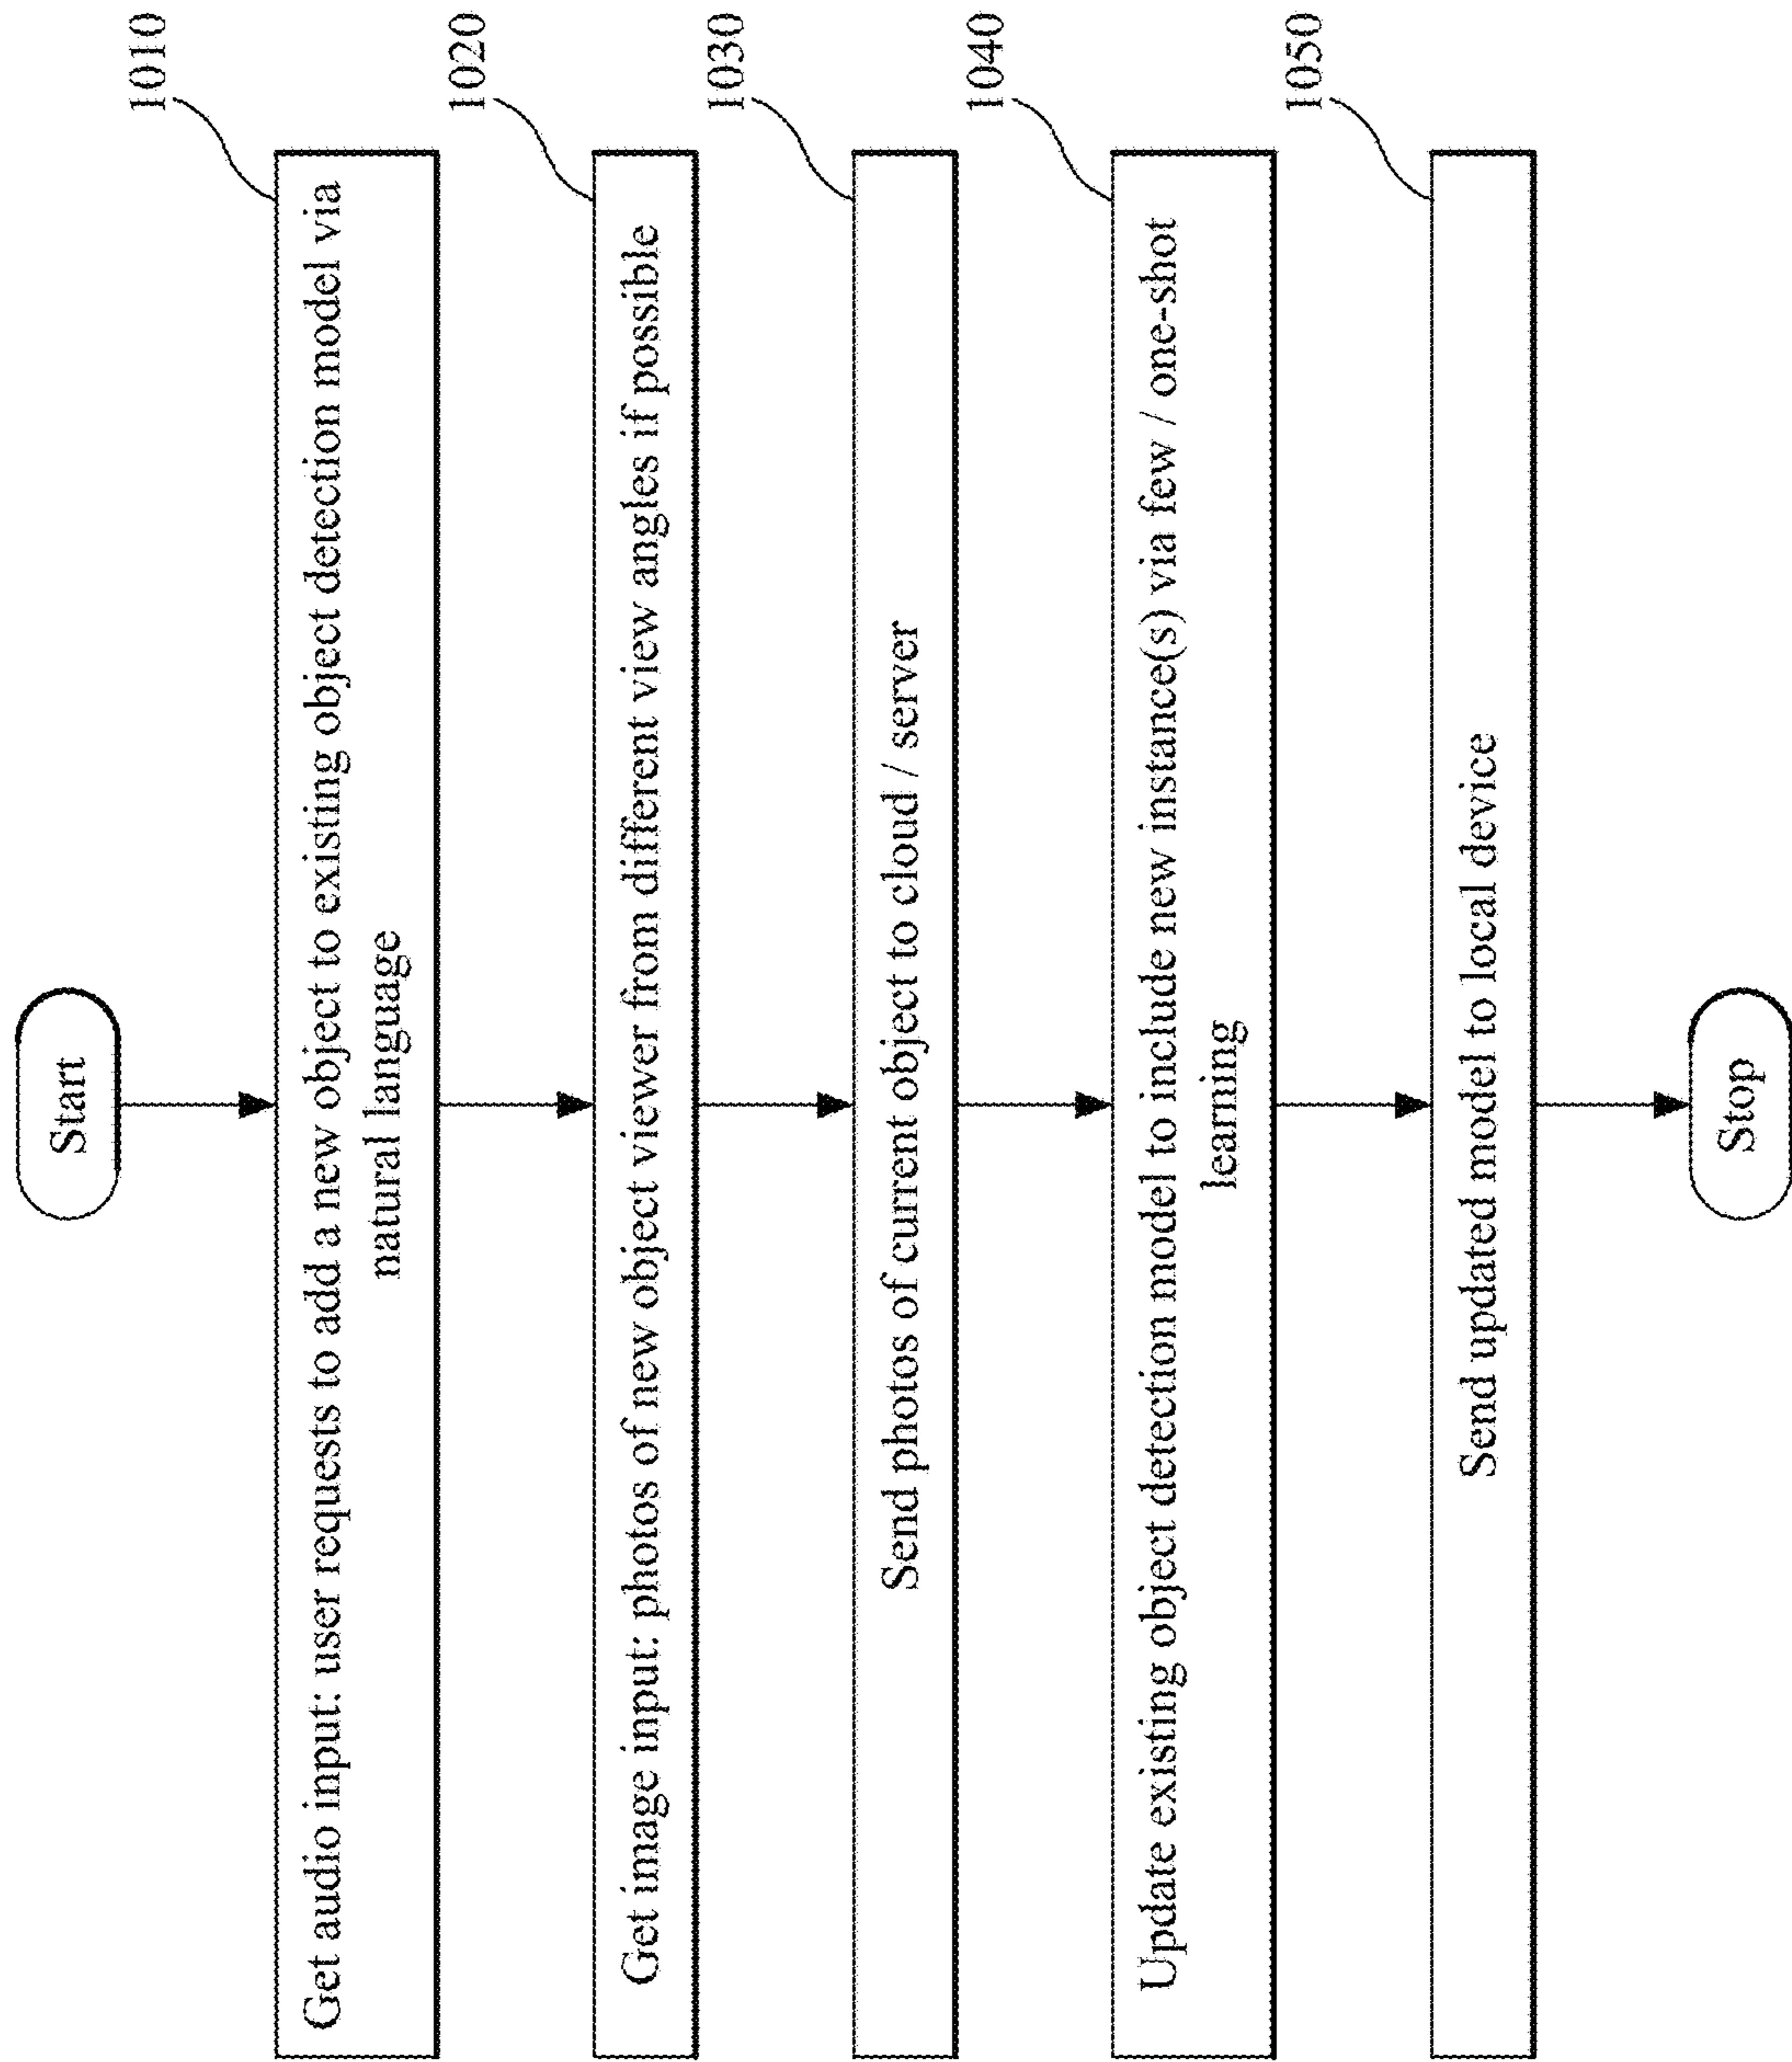 Start
1010
Get audio input: user requests to add a new object to existing object detection model via
natural language
1020
Get image input: photos of new object viewer from different view angles if possible
1030
Send photos of current object to cloud / server
1040
Update existing object detection model to include new instance(s) via few / one-shot
learning
1050
Send updated model to local device
Stop